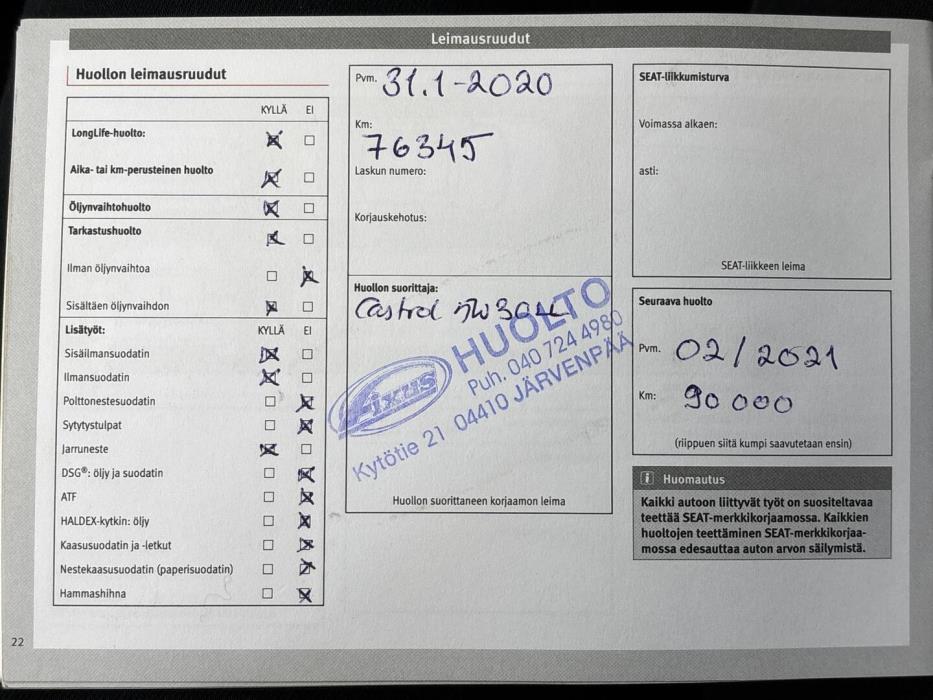 Leimausruudut
Huollon leimausruudut
KYLLÄ EI
LongLife-huolto:
Aika- tai km-perusteinen huolto
Öljynvaihtohuolto
Tarkastushuolto
Ilman öljynvaihtoa
Sisältäen öljynvaihdon
Lisätyöt: KYLLÄ EI
Sisäilmansuodatin
Ilmansuodatin
Polttonestesuodatin
Sytytystulpat
Jarruneste
DSG®: öljy ja suodatin
ATF
HALDEX-kytkin: öljy
Kaasusuodatin ja -letkut
Nestekaasusuodatin (paperisuodatin)
Hammashihna
Pvm. 31.1-2020
Km:
76345
Laskun numero:
Korjauskehotus:
Huollon suorittaja:
Castrol 5W30LL
Fixus HUOLTO
Puh. 040 724 4980
Kytötie 21 04410 JÄRVENPÄÄ
Huollon suorittaneen korjaamon leima
SEAT-liikkumisturva
Voimassa alkaen:
asti:
SEAT-liikkeen leima
Seuraava huolto
Pvm. 02/2021
Km: 90 000
(riippuen siitä kumpi saavutetaan ensin)
i Huomautus
Kaikki autoon liittyvät työt on suositeltavaa
teettää SEAT-merkkikorjaamossa. Kaikkien
huoltojen teettäminen SEAT-merkkikorjaa-
mossa edesauttaa auton arvon säilymistä.
22